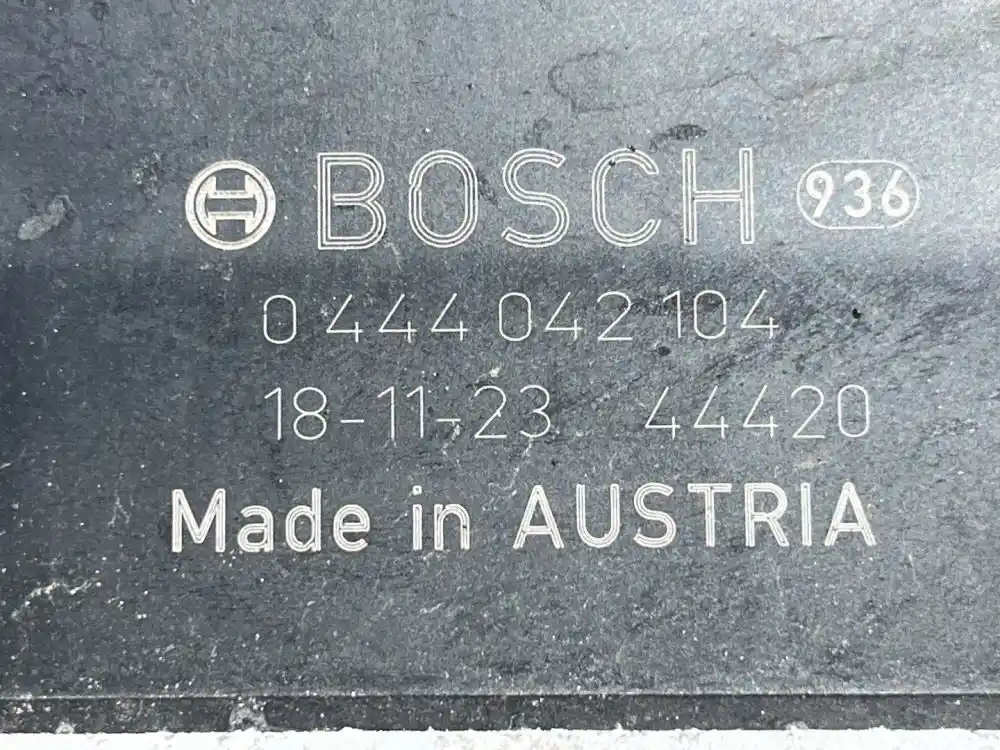 BOSCH 936
0 444 042 104
18-11-23 44420
Made in AUSTRIA